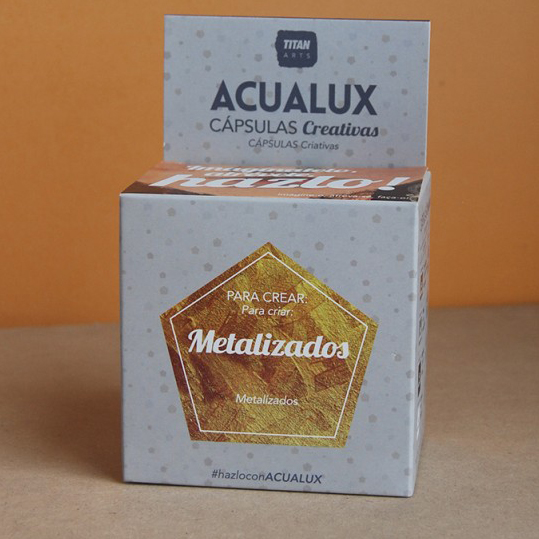 TITAN
ARTS
ACUALUX
CÁPSULAS Creativas
CÁPSULAS Criativas
hazlo!
PARA CREAR:
Para criar:
Metalizados
Metalizados
#hazloconACUALUX